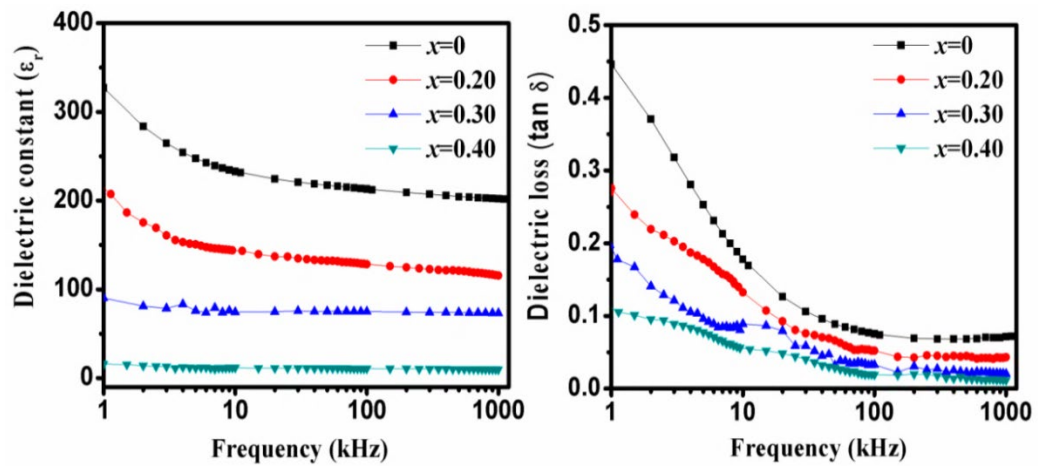 Dielectric constant (εr)
400
300
200
100
0
1
10
100
1000
Frequency (kHz)
x=0
x=0.20
x=0.30
x=0.40
Dielectric loss (tan δ)
0.5
0.4
0.3
0.2
0.1
0.0
1
10
100
1000
Frequency (kHz)
x=0
x=0.20
x=0.30
x=0.40